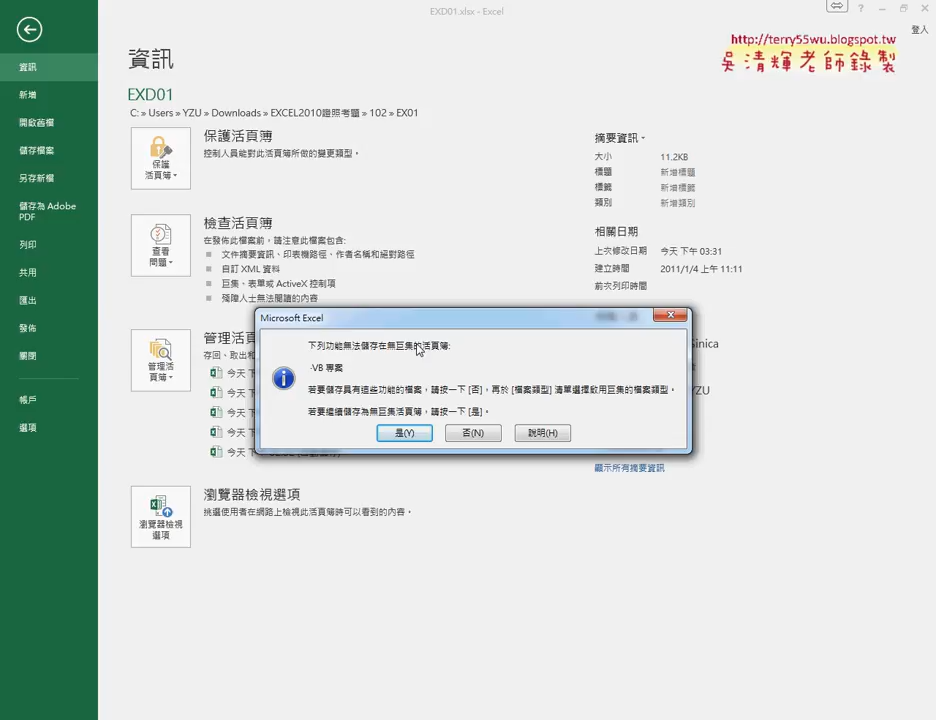 EXD01.xlsx - Excel
?
登入
http://terry55wu.blogspot.tw
吳清輝老師錄製
資訊
新增
開啟舊檔
儲存檔案
另存新檔
儲存為 Adobe
PDF
列印
共用
匯出
發佈
關閉
帳戶
選項
資訊
EXD01
C: » Users » YZU » Downloads » EXCEL2010證照考題 » 102 » EX01
保護
活頁簿
保護活頁簿
控制人員能對此活頁簿所做的變更類型。
查看
問題
檢查活頁簿
在發佈此檔案前，請注意此檔案包含:
文件摘要資訊、印表機路徑、作者名稱和絕對路徑
自訂 XML 資料
巨集、表單或 ActiveX 控制項
殘障人士無法閱讀的內容
管理活
頁簿
管理活頁
存回、取出和
今天
今天
今天
今天 下
今天 下
瀏覽器檢視
選項
瀏覽器檢視選項
挑選使用者在網路上檢視此活頁簿時可以看到的內容。
摘要資訊
大小 11.2KB
標題 新增標題
標籤 新增標籤
類別 新增類別
相關日期
上次修改日期 今天 下午 03:31
建立時間 2011/1/4 上午 11:11
前次列印時間
Ginica
YZU
顯示所有摘要資訊
Microsoft Excel
下列功能無法儲存在無巨集的活頁簿:
‧VB 專案
若要儲存具有這些功能的檔案，請按一下 [否]，再於 [檔案類型] 清單選擇啟用巨集的檔案類型。
若要繼續儲存為無巨集活頁簿，請按一下 [是]。
是(Y)
否(N)
說明(H)